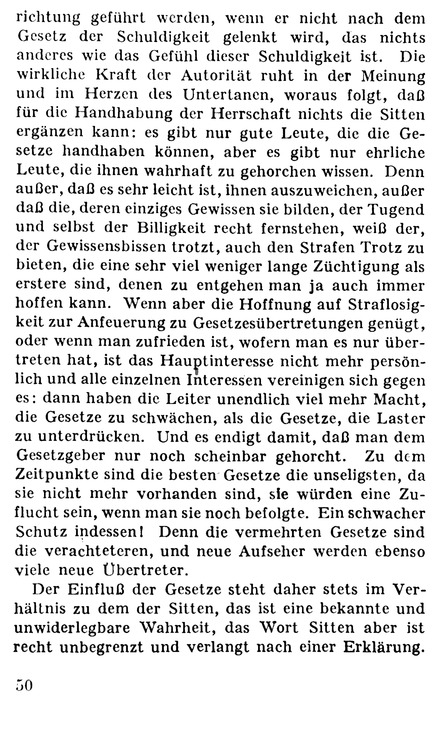 richtung geführt werden, wenn er nicht nach dem
Gesetz der Schuldigkeit gelenkt wird, das nichts
anderes wie das Gefühl dieser Schuldigkeit ist. Die
wirkliche Kraft der Autorität ruht in der Meinung
und im Herzen des Untertanen, woraus folgt, daß
für die Handhabung der Herrschaft nichts die Sitten
ergänzen kann: es gibt nur gute Leute, die die Ge-
setze handhaben können, aber es gibt nur ehrliche
Leute, die ihnen wahrhaft zu gehorchen wissen. Denn
außer, daß es sehr leicht ist, ihnen auszuweichen, außer
daß die, deren einziges Gewissen sie bilden, der Tugend
und selbst der Billigkeit recht fernstehen, weiß der,
der Gewissensbissen trotzt, auch den Strafen Trotz zu
bieten, die eine sehr viel weniger lange Züchtigung als
erstere sind, denen zu entgehen man ja auch immer
hoffen kann. Wenn aber die Hoffnung auf Straflosig-
keit zur Anfeuerung zu Gesetzesübertretungen genügt,
oder wenn man zufrieden ist, wofern man es nur über-
treten hat, ist das Hauptinteresse nicht mehr persön-
lich und alle einzelnen Interessen vereinigen sich gegen
es: dann haben die Leiter unendlich viel mehr Macht,
die Gesetze zu schwächen, als die Gesetze, die Laster
zu unterdrücken. Und es endigt damit, daß man dem
Gesetzgeber nur noch scheinbar gehorcht. Zu dem
Zeitpunkte sind die besten Gesetze die unseligsten, da
sie nicht mehr vorhanden sind, sie würden eine Zu-
flucht sein, wenn man sie noch befolgte. Ein schwacher
Schutz indessen! Denn die vermehrten Gesetze sind
die verachteteren, und neue Aufseher werden ebenso
viele neue Übertreter.
Der Einfluß der Gesetze steht daher stets im Ver-
hältnis zu dem der Sitten, das ist eine bekannte und
unwiderlegbare Wahrheit, das Wort Sitten aber ist
recht unbegrenzt und verlangt nach einer Erklärung.
50